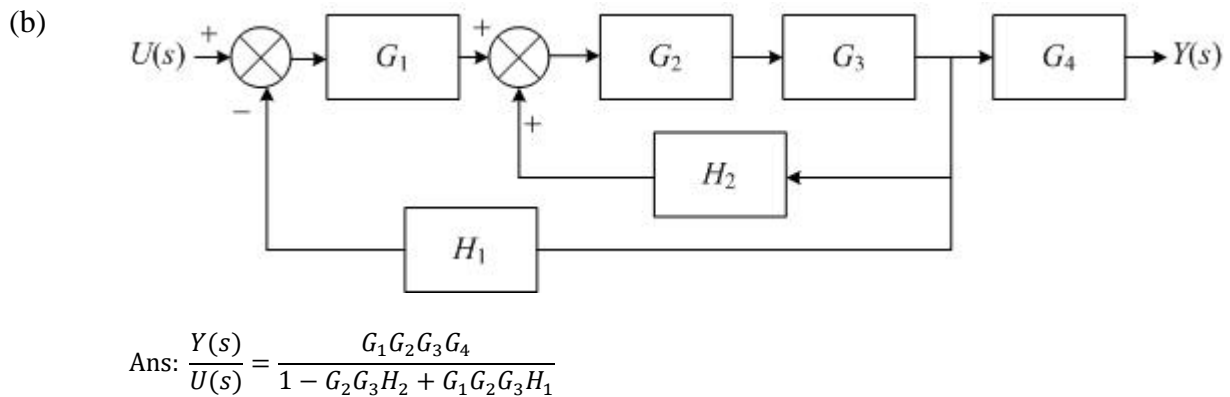 (b)
U(s) + − G₁ + + G₂ G₃ G₄ Y(s)
H₂
H₁
Ans: Y(s)/U(s) = G₁G₂G₃G₄ / 1 − G₂G₃H₂ + G₁G₂G₃H₁